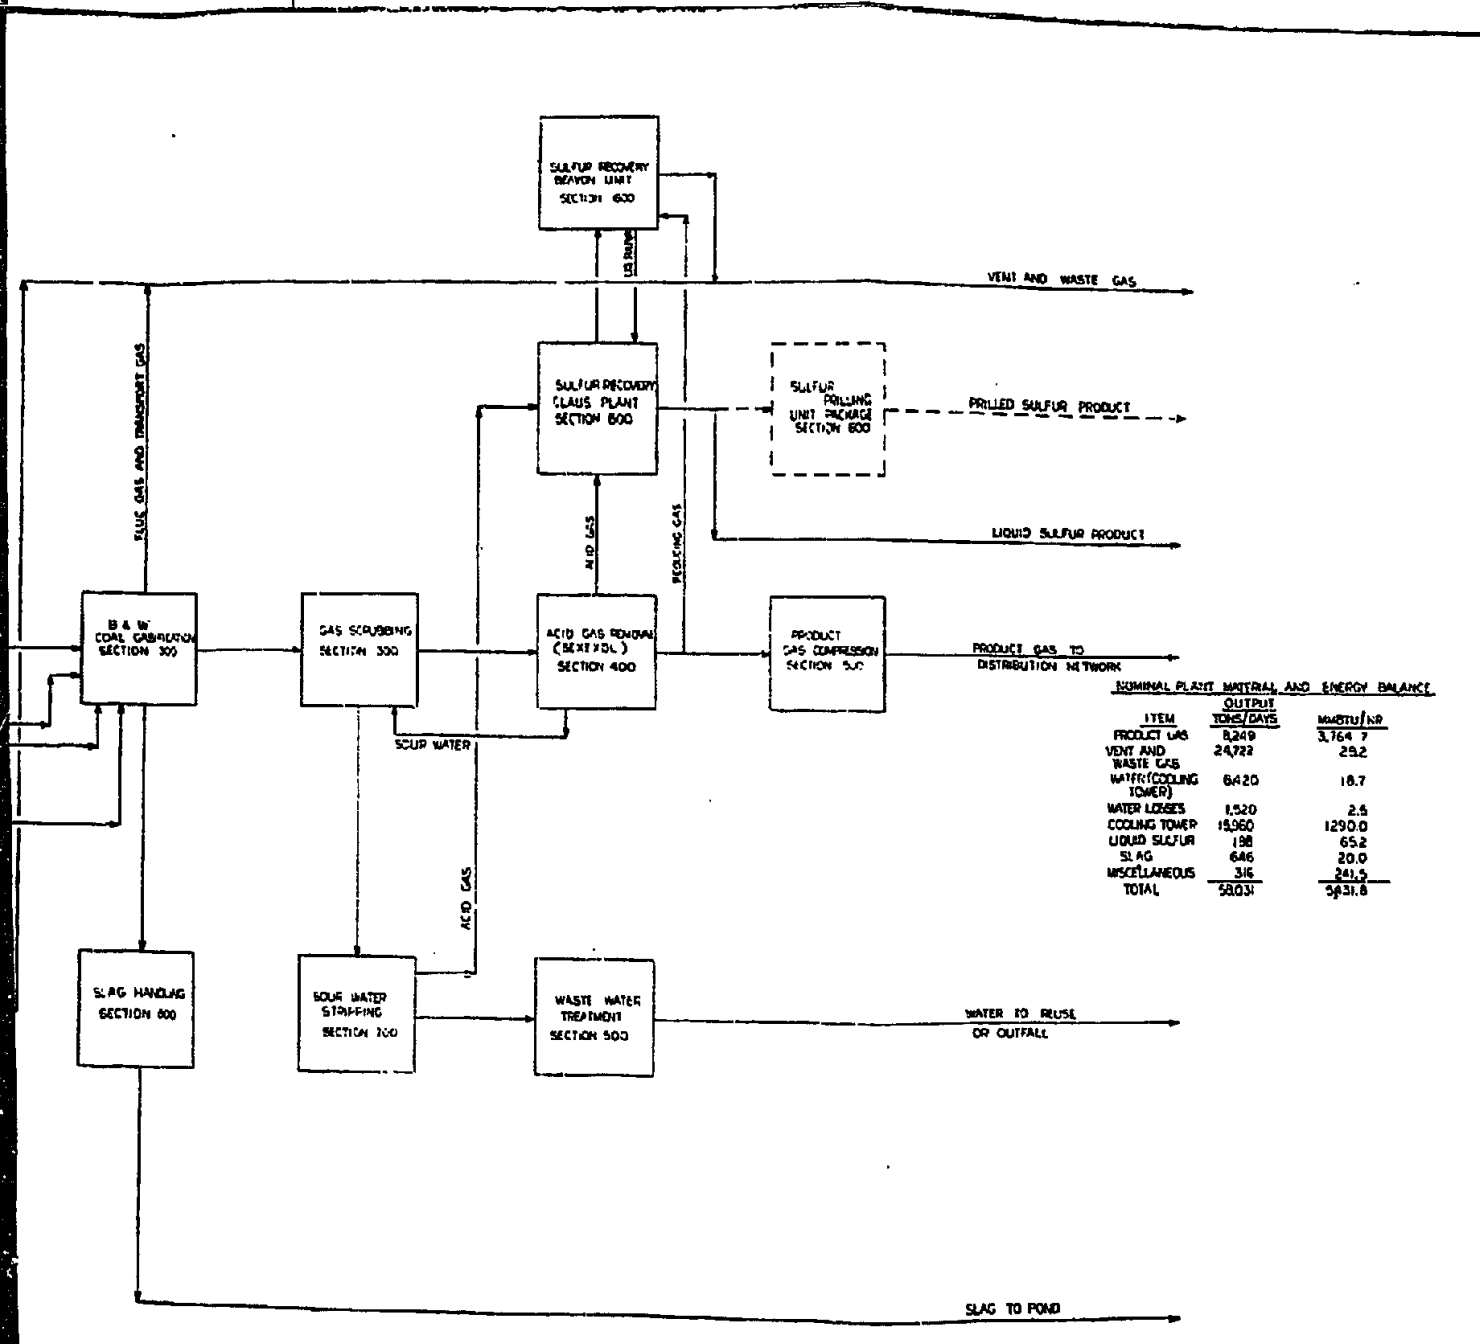 SULFUR RECOVERY
BEAVON UNIT
SECTION 600
VENT AND WASTE GAS
FLUE GAS AND TRANSPORT GAS
SULFUR RECOVERY
CLAUS PLANT
SECTION 600
SULFUR
PRILLING
UNIT PACKAGE
SECTION 600
PRILLED SULFUR PRODUCT
ACID GAS
REDUCING GAS
LIQUID SULFUR PRODUCT
B & W
COAL GASIFICATION
SECTION 300
GAS SCRUBBING
SECTION 300
ACID GAS REMOVAL
SECTION 400
PRODUCT
GAS COMPRESSION
SECTION 500
PRODUCT GAS TO
DISTRIBUTION NETWORK
SOUR WATER
ACID GAS
NOMINAL PLANT MATERIAL AND ENERGY BALANCE
OUTPUT
ITEM TONS/DAYS MMBTU/HR
PRODUCT GAS 8,249 3,764.7
VENT AND 24,722
WASTE GAS
WATER (COOLING 6,420 18.7
TOWER)
WATER LOSSES 1,520 2.5
COOLING TOWER 15,960 1290.0
LIQUID SULFUR 198 65.2
SLAG 646 20.0
MISCELLANEOUS 316 241.5
TOTAL 58,031 5,431.8
SLAG HANDLING
SECTION 800
SOUR WATER
STRIPPING
SECTION 700
WASTE WATER
TREATMENT
SECTION 500
WATER TO REUSE
OR OUTFALL
SLAG TO POND